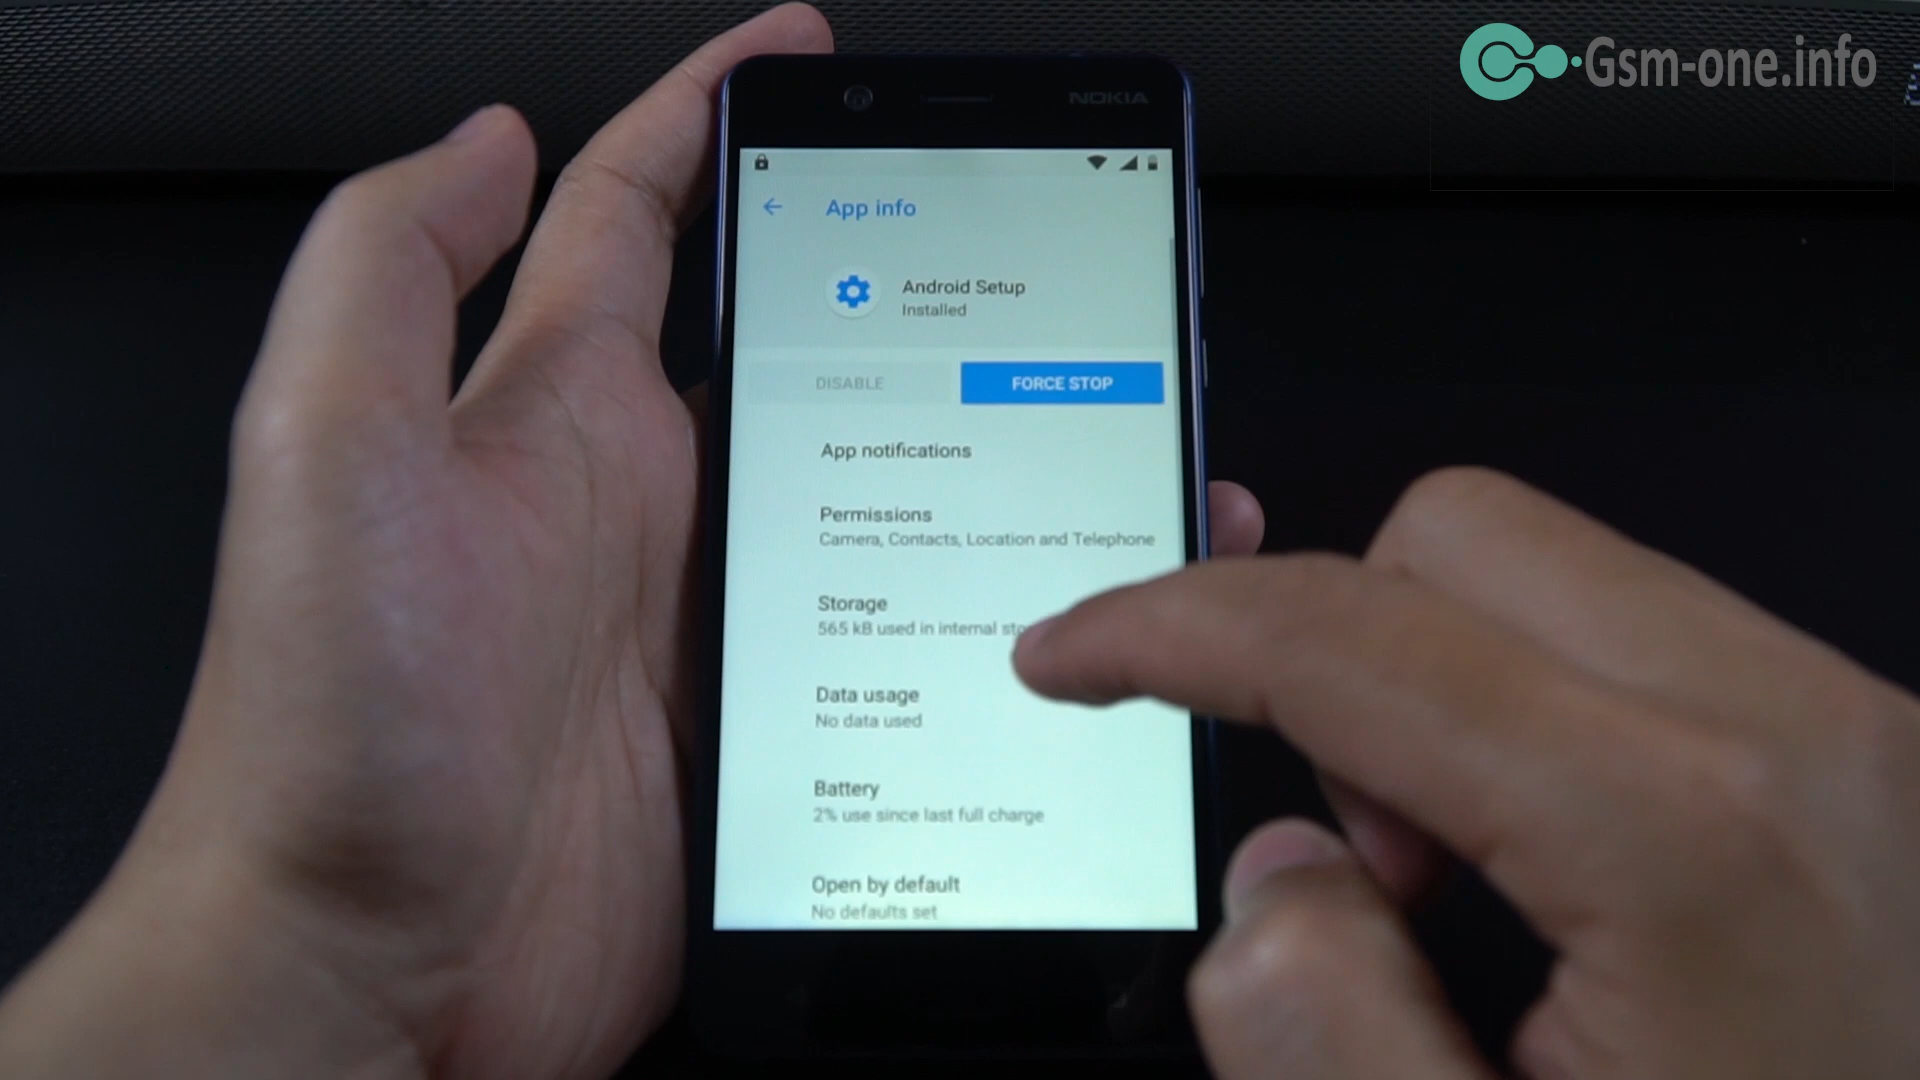 Gsm-one.info
NOKIA
App info
Android Setup
Installed
DISABLE
FORCE STOP
App notifications
Permissions
Camera, Contacts, Location and Telephone
Storage
565 kB used in internal
Data usage
No data used
Battery
2% use since last full charge
Open by default
No defaults set